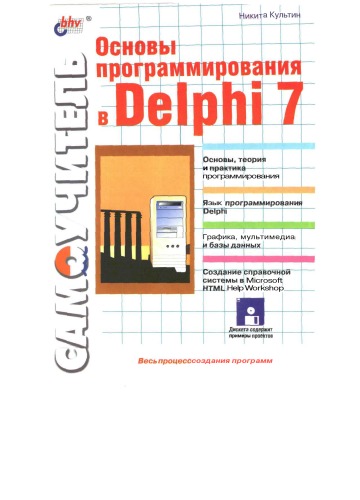 bhv
Никита Культин
Основы
программирования
в Delphi 7
САМОУЧИТЕЛЬ
Основы, теория
и практика
программирования
Язык программирования
Delphi
Графика, мультимедиа
и базы данных
Создание справочной
системы в Microsoft
HTML Help Workshop
Дискета содержит
примеры проектов
Весь процесс создания программ